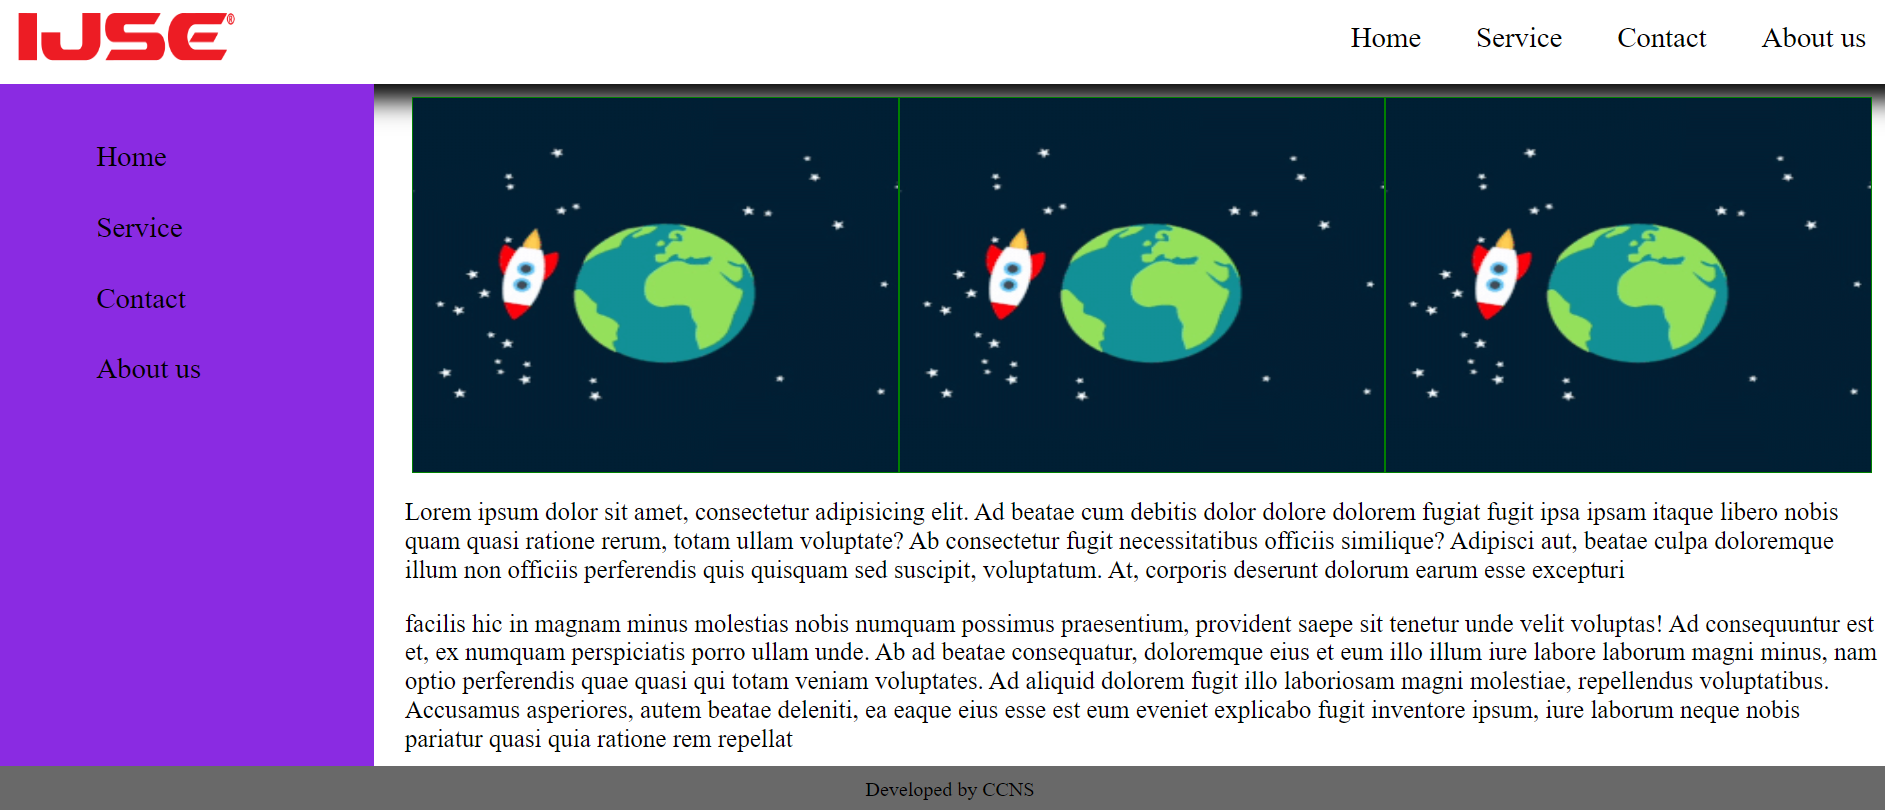 IJSE®
Home Service Contact About us
Home
Service
Contact
About us
Lorem ipsum dolor sit amet, consectetur adipisicing elit. Ad beatae cum debitis dolor dolore dolorem fugiat fugit ipsa ipsam itaque libero nobis
quam quasi ratione rerum, totam ullam voluptate? Ab consectetur fugit necessitatibus officiis similique? Adipisci aut, beatae culpa doloremque
illum non officiis perferendis quis quisquam sed suscipit, voluptatum. At, corporis deserunt dolorum earum esse excepturi
facilis hic in magnam minus molestias nobis numquam possimus praesentium, provident saepe sit tenetur unde velit voluptas! Ad consequuntur est
et, ex numquam perspiciatis porro ullam unde. Ab ad beatae consequatur, doloremque eius et eum illo illum iure labore laborum magni minus, nam
optio perferendis quae quasi qui totam veniam voluptates. Ad aliquid dolorem fugit illo laboriosam magni molestiae, repellendus voluptatibus.
Accusamus asperiores, autem beatae deleniti, ea eaque eius esse est eum eveniet explicabo fugit inventore ipsum, iure laborum neque nobis
pariatur quasi quia ratione rem repellat
Developed by CCNS